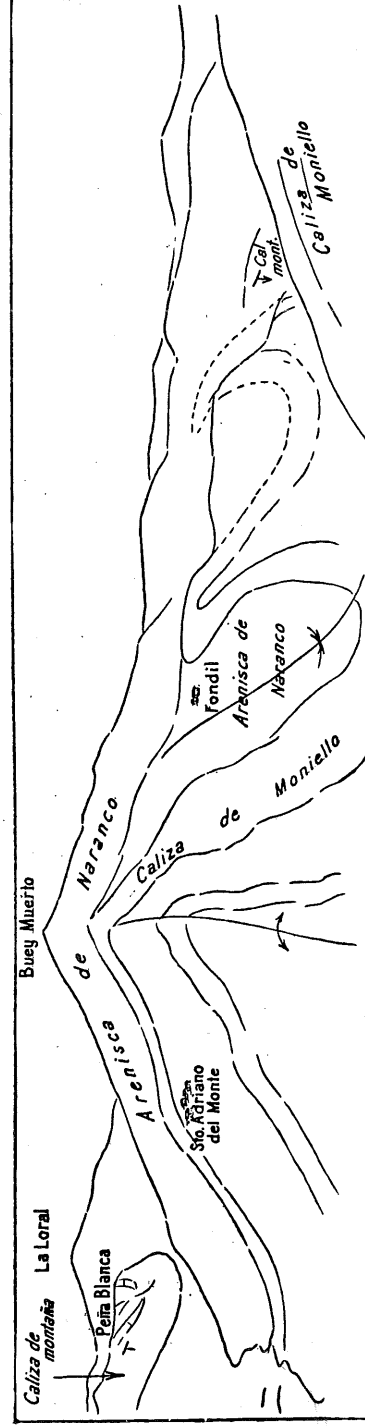 Caliza de
montaña
La Loral
Peña Blanca
Buey Muerto
Arenisca de Naranco
Sto. Adriano
del Monte
Caliza de Moniello
Fondil
Arenisca de
Naranco
Cal
mont.
Caliza de
Moniello